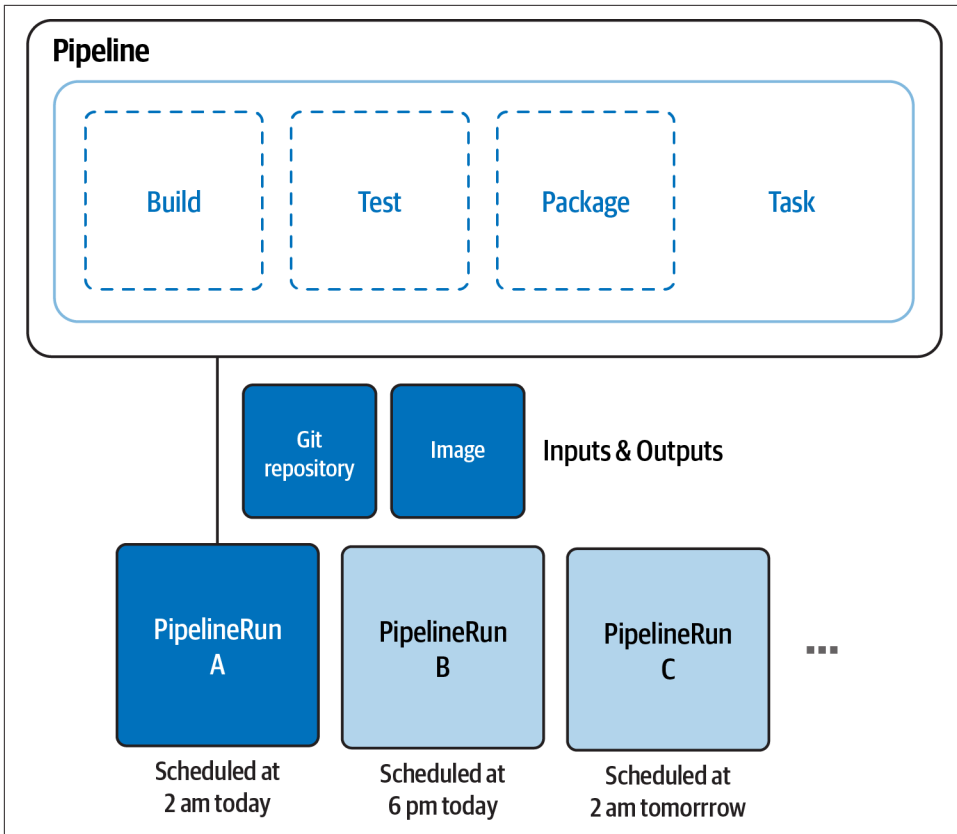 Pipeline
Build
Test
Package
Task
Git
repository
Image
Inputs & Outputs
PipelineRun
A
PipelineRun
B
PipelineRun
C
...
Scheduled at
2 am today
Scheduled at
6 pm today
Scheduled at
2 am tomorrrow